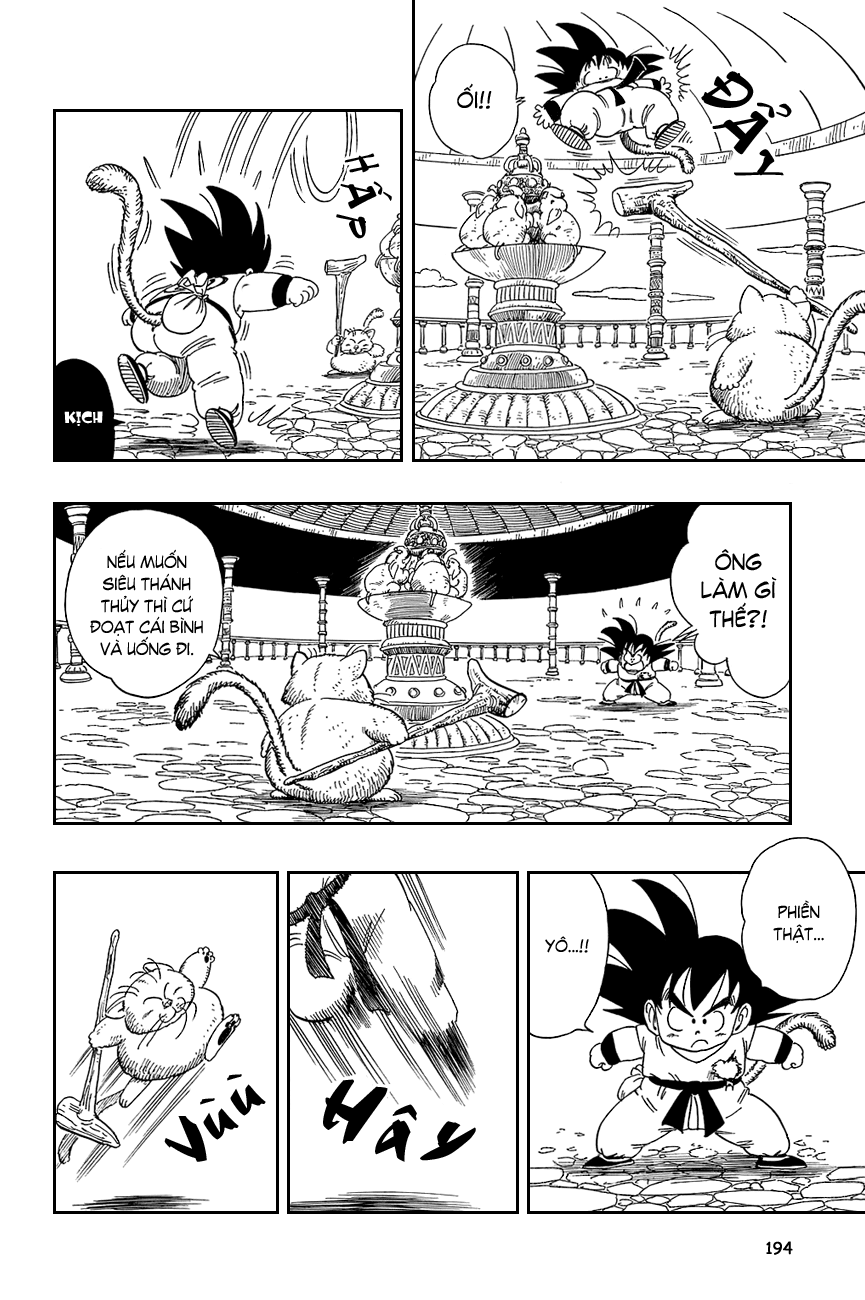 ỐI!!
ĐẨY
HẤP
KỊCH
ÔNG
LÀM GÌ
THẾ?!
NẾU MUỐN
SIÊU THÁNH
THỦY THÌ CỨ
ĐOẠT CÁI BÌNH
VÀ UỐNG ĐI.
PHIỀN
THẬT...
YÔ...!!
HÂY
VÙÙÙ
194